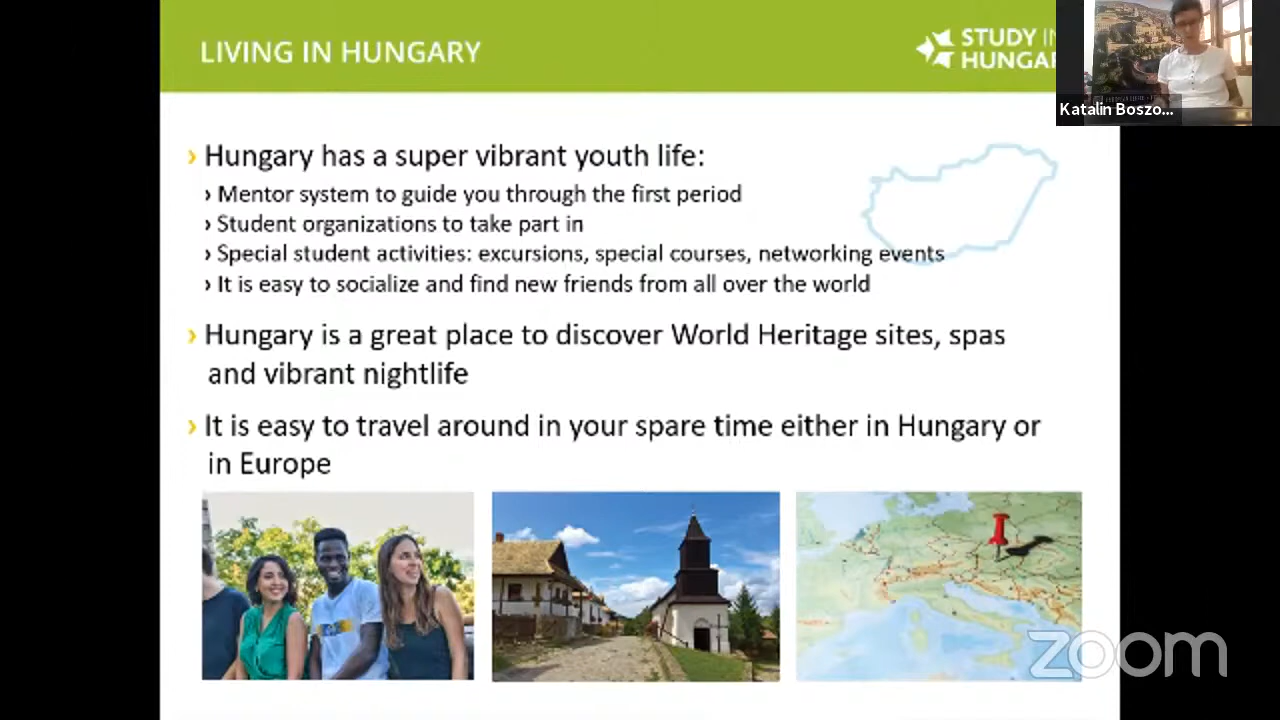 LIVING IN HUNGARY
STUDY IN
HUNGAR
Katalin Boszo...
› Hungary has a super vibrant youth life:
› Mentor system to guide you through the first period
› Student organizations to take part in
› Special student activities: excursions, special courses, networking events
› It is easy to socialize and find new friends from all over the world
› Hungary is a great place to discover World Heritage sites, spas
and vibrant nightlife
› It is easy to travel around in your spare time either in Hungary or
in Europe
zoom